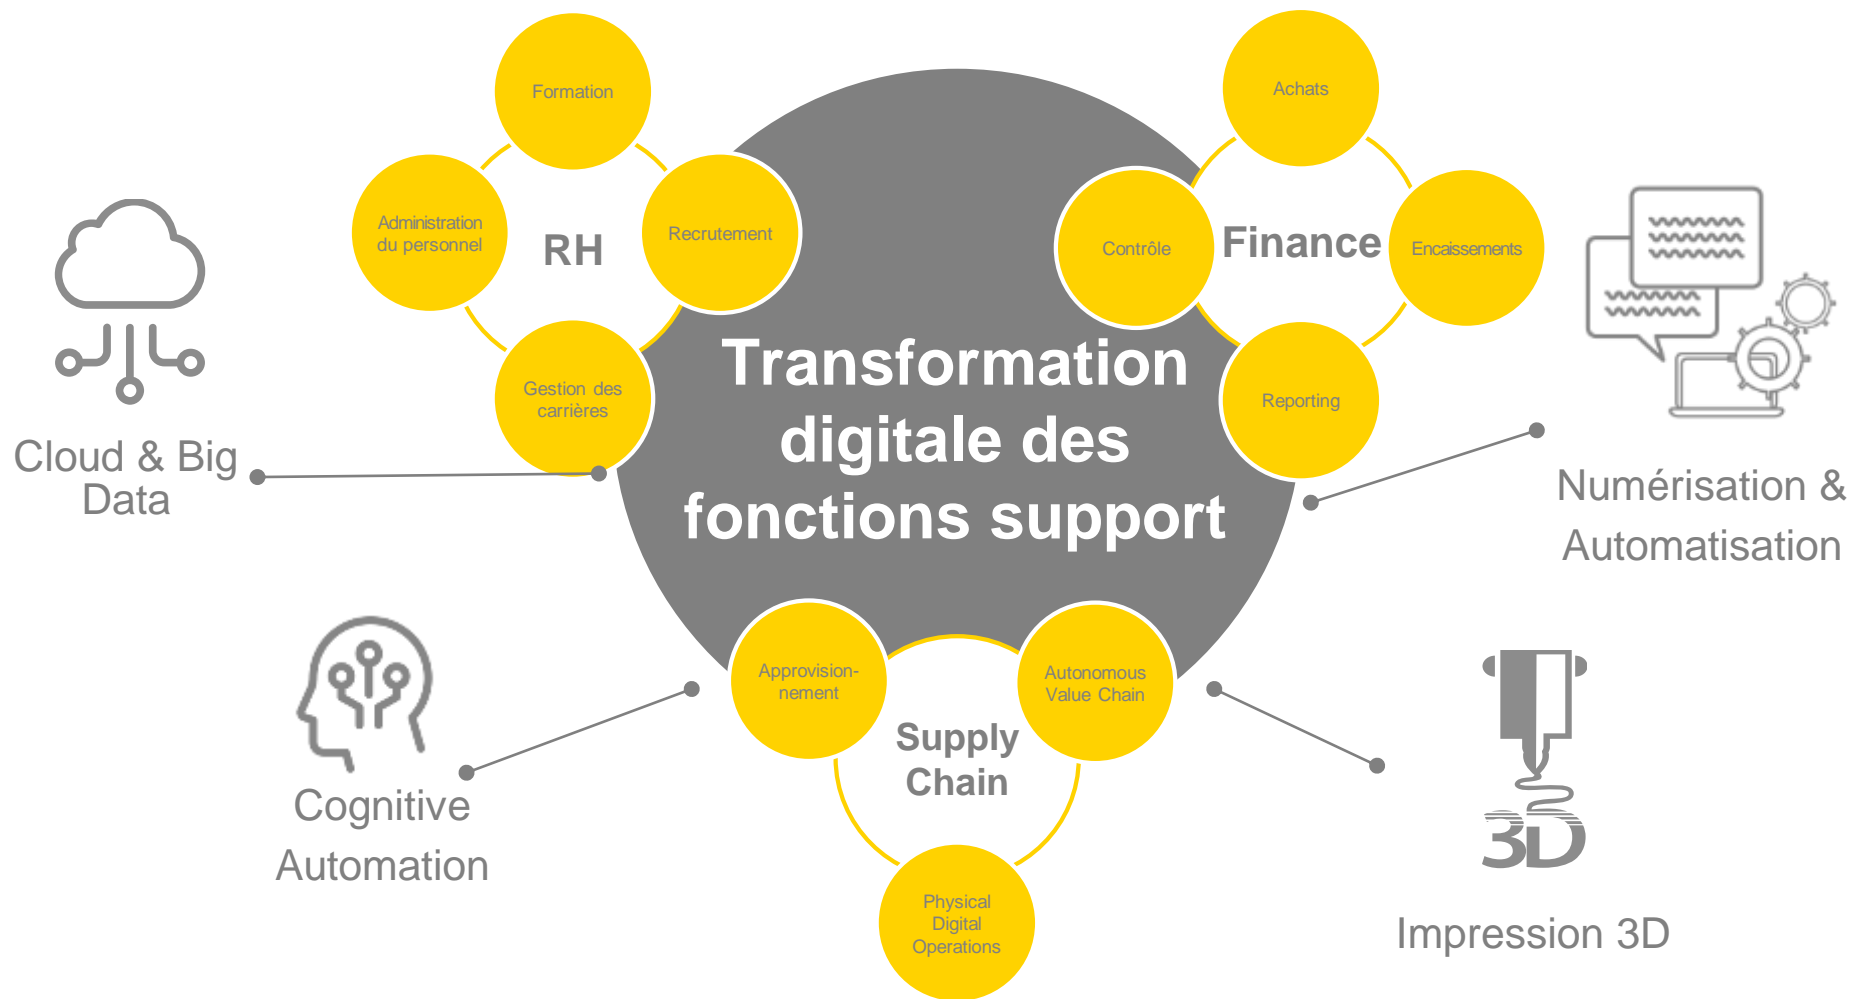 Formation
Administration
du personnel
RH
Recrutement
Gestion des
carrières
Achats
Contrôle
Finance
Encaissements
Reporting
Transformation
digitale des
fonctions support
Cloud & Big
Data
Numérisation &
Automatisation
Approvision-
nement
Autonomous
Value Chain
Supply
Chain
Physical
Digital
Operations
Cognitive
Automation
3D
Impression 3D